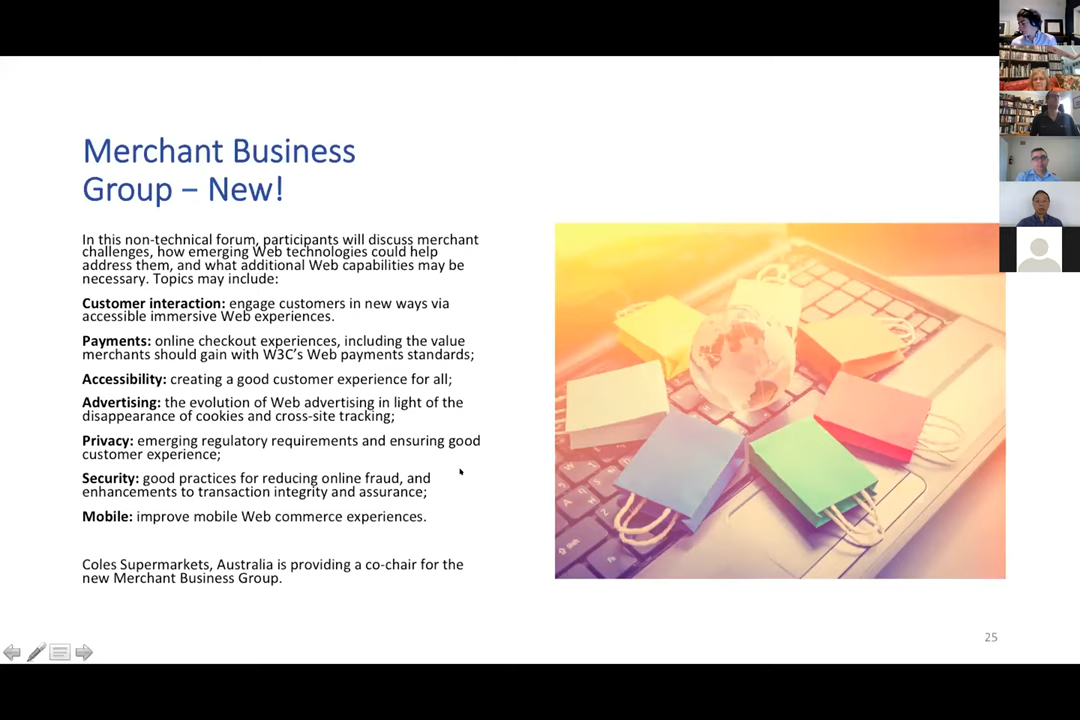 Merchant Business
Group – New!
In this non-technical forum, participants will discuss merchant
challenges, how emerging Web technologies could help
address them, and what additional Web capabilities may be
necessary. Topics may include:
Customer interaction: engage customers in new ways via
accessible immersive Web experiences.
Payments: online checkout experiences, including the value
merchants should gain with W3C's Web payments standards;
Accessibility: creating a good customer experience for all;
Advertising: the evolution of Web advertising in light of the
disappearance of cookies and cross-site tracking;
Privacy: emerging regulatory requirements and ensuring good
customer experience;
Security: good practices for reducing online fraud, and
enhancements to transaction integrity and assurance;
Mobile: improve mobile Web commerce experiences.
Coles Supermarkets, Australia is providing a co-chair for the
new Merchant Business Group.
25